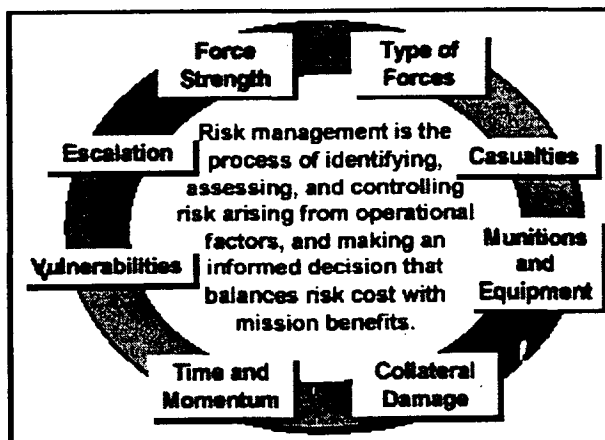 Force
Strength
Type of
Forces
Escalation
Risk management is the
process of identifying,
assessing, and controlling
risk arising from operational
factors, and making an
informed decision that
balances risk cost with
mission benefits.
Casualties
Vulnerabilities
Munitions
and
Equipment
Time and
Momentum
Collateral
Damage